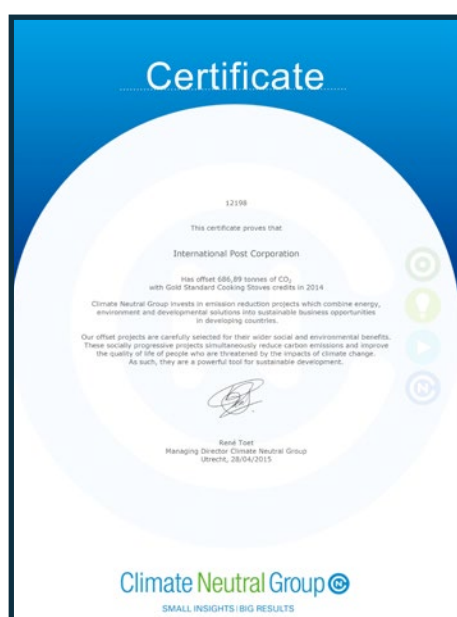 Certificate
12198
This certificate proves that
International Post Corporation
Has offset 686,89 tonnes of CO₂
with Gold Standard Cooking Stoves credits in 2014
Climate Neutral Group invests in emission reduction projects which combine energy,
environment and developmental solutions into sustainable business opportunities
in developing countries.
Our offset projects are carefully selected for their wider social and environmental benefits.
These socially progressive projects simultaneously reduce carbon emissions and improve
the quality of life of people who are threatened by the impacts of climate change.
As such, they are a powerful tool for sustainable development.
René Toet
Managing Director Climate Neutral Group
Utrecht, 28/04/2015
Climate Neutral Group
SMALL INSIGHTS | BIG RESULTS